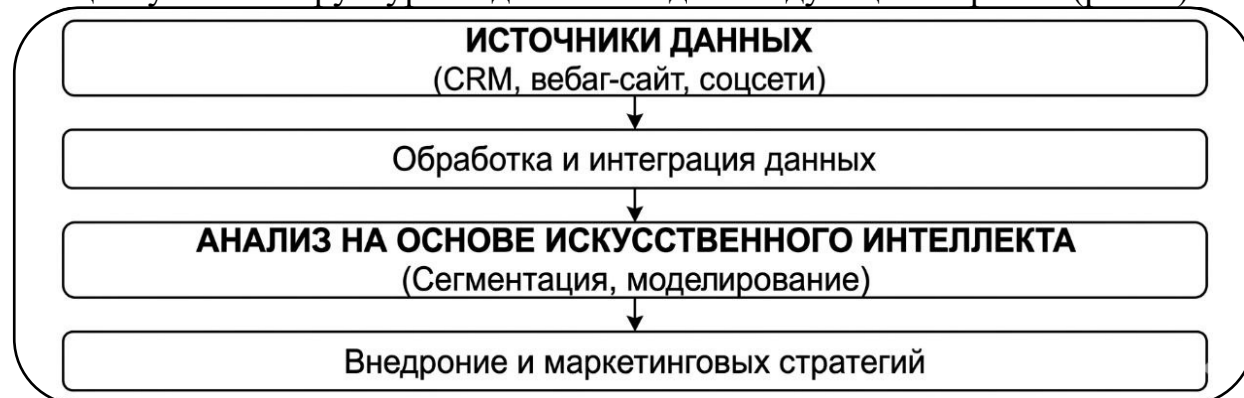 ИСТОЧНИКИ ДАННЫХ
(CRM, вебаг-сайт, соцсети)
Обработка и интеграция данных
АНАЛИЗ НА ОСНОВЕ ИСКУССТВЕННОГО ИНТЕЛЛЕКТА
(Сегментация, моделирование)
Внедроние и маркетинговых стратегий